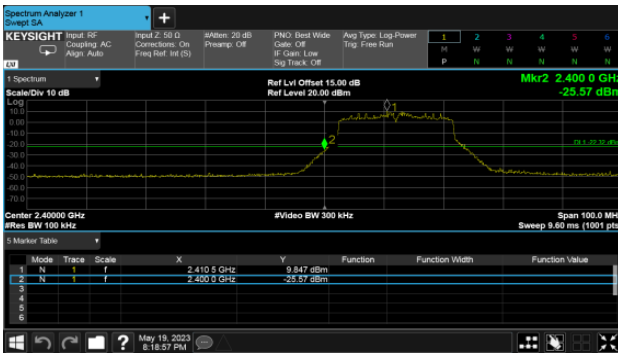 Spectrum Analyzer 1
Swept SA
+
KEYSIGHT Input: RF Input Z: 50 Ω #Atten: 20 dB PNO: Best Wide Avg Type: Log-Power 1 2 3 4 5 6
Coupling: AC Corrections: On Preamp: Off Gate: Off Trig: Free Run M W W W W W
Align: Auto Freq Ref: Int (S) IF Gain: Low P N N N N N
LXI Sig Track: Off
1 Spectrum Ref Lvl Offset 15.00 dB Mkr2 2.400 0 GHz
Scale/Div 10 dB Ref Level 20.00 dBm -25.57 dBm
Log
10.0
0.00
-10.0
-20.0
-30.0
-40.0
-50.0
-60.0
-70.0
1
2
DL1 -22.32 dBm
Center 2.40000 GHz #Video BW 300 kHz Span 100.0 MH
#Res BW 100 kHz Sweep 9.60 ms (1001 pts
5 Marker Table
Mode Trace Scale X Y Function Function Width Function Value
1 N 1 f 2.410 5 GHz 9.847 dBm
2 N 1 f 2.400 0 GHz -25.57 dBm
3
4
5
6
? May 19, 2023
8:18:57 PM